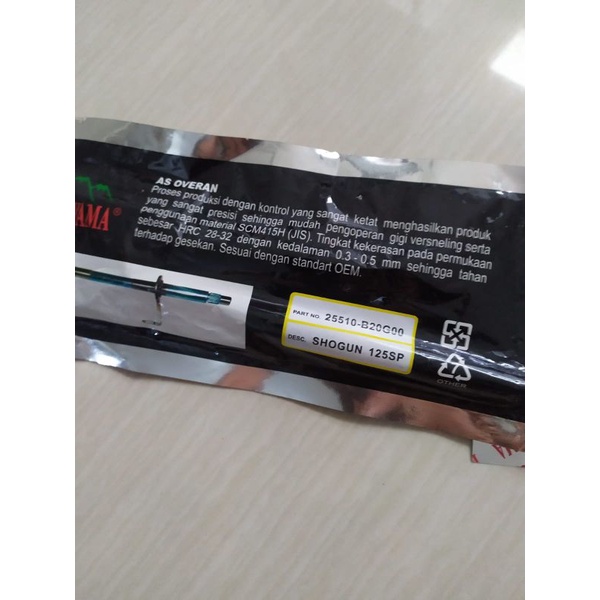 AS OVERAN
Proses produksi dengan kontrol yang sangat ketat menghasilkan produk
yang sangat presisi sehingga mudah pengoperan gigi versneling serta
penggunaan material SCM415H (JIS). Tingkat kekerasan pada permukaan
sebesar HRC 28-32 dengan kedalaman 0.3 - 0.5 mm sehingga tahan
terhadap gesekan. Sesuai dengan standart OEM.
YAMA®
PART NO. 25510-B20G00
DESC. SHOGUN 125SP
OTHER